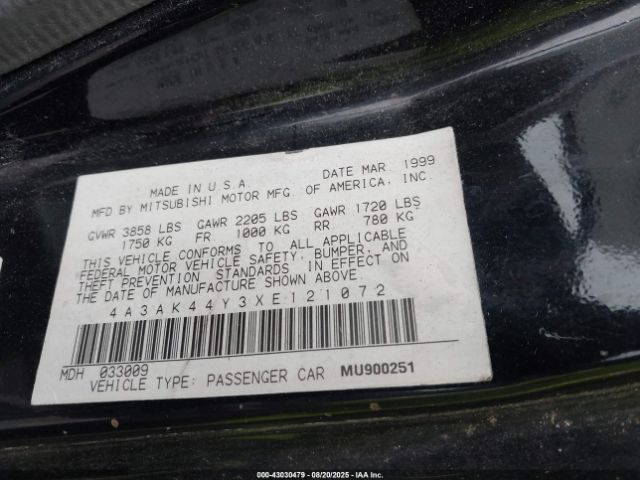 MADE IN U.S.A. DATE MAR 1999
MFD BY MITSUBISHI MOTOR MFG. OF AMERICA, INC.
GVWR 3858 LBS GAWR 2205 LBS GAWR 1720 LBS
1750 KG FR. 1000 KG RR. 780 KG
THIS VEHICLE CONFORMS TO ALL APPLICABLE
FEDERAL MOTOR VEHICLE SAFETY, BUMPER, AND
THEFT PREVENTION STANDARDS IN EFFECT ON
THE DATE OF MANUFACTURE SHOWN ABOVE.
4A3AK44Y3XE121072
MDH 033009
VEHICLE TYPE: PASSENGER CAR MU900251
00-43030479 - 08/20/2025 - IAA Inc.